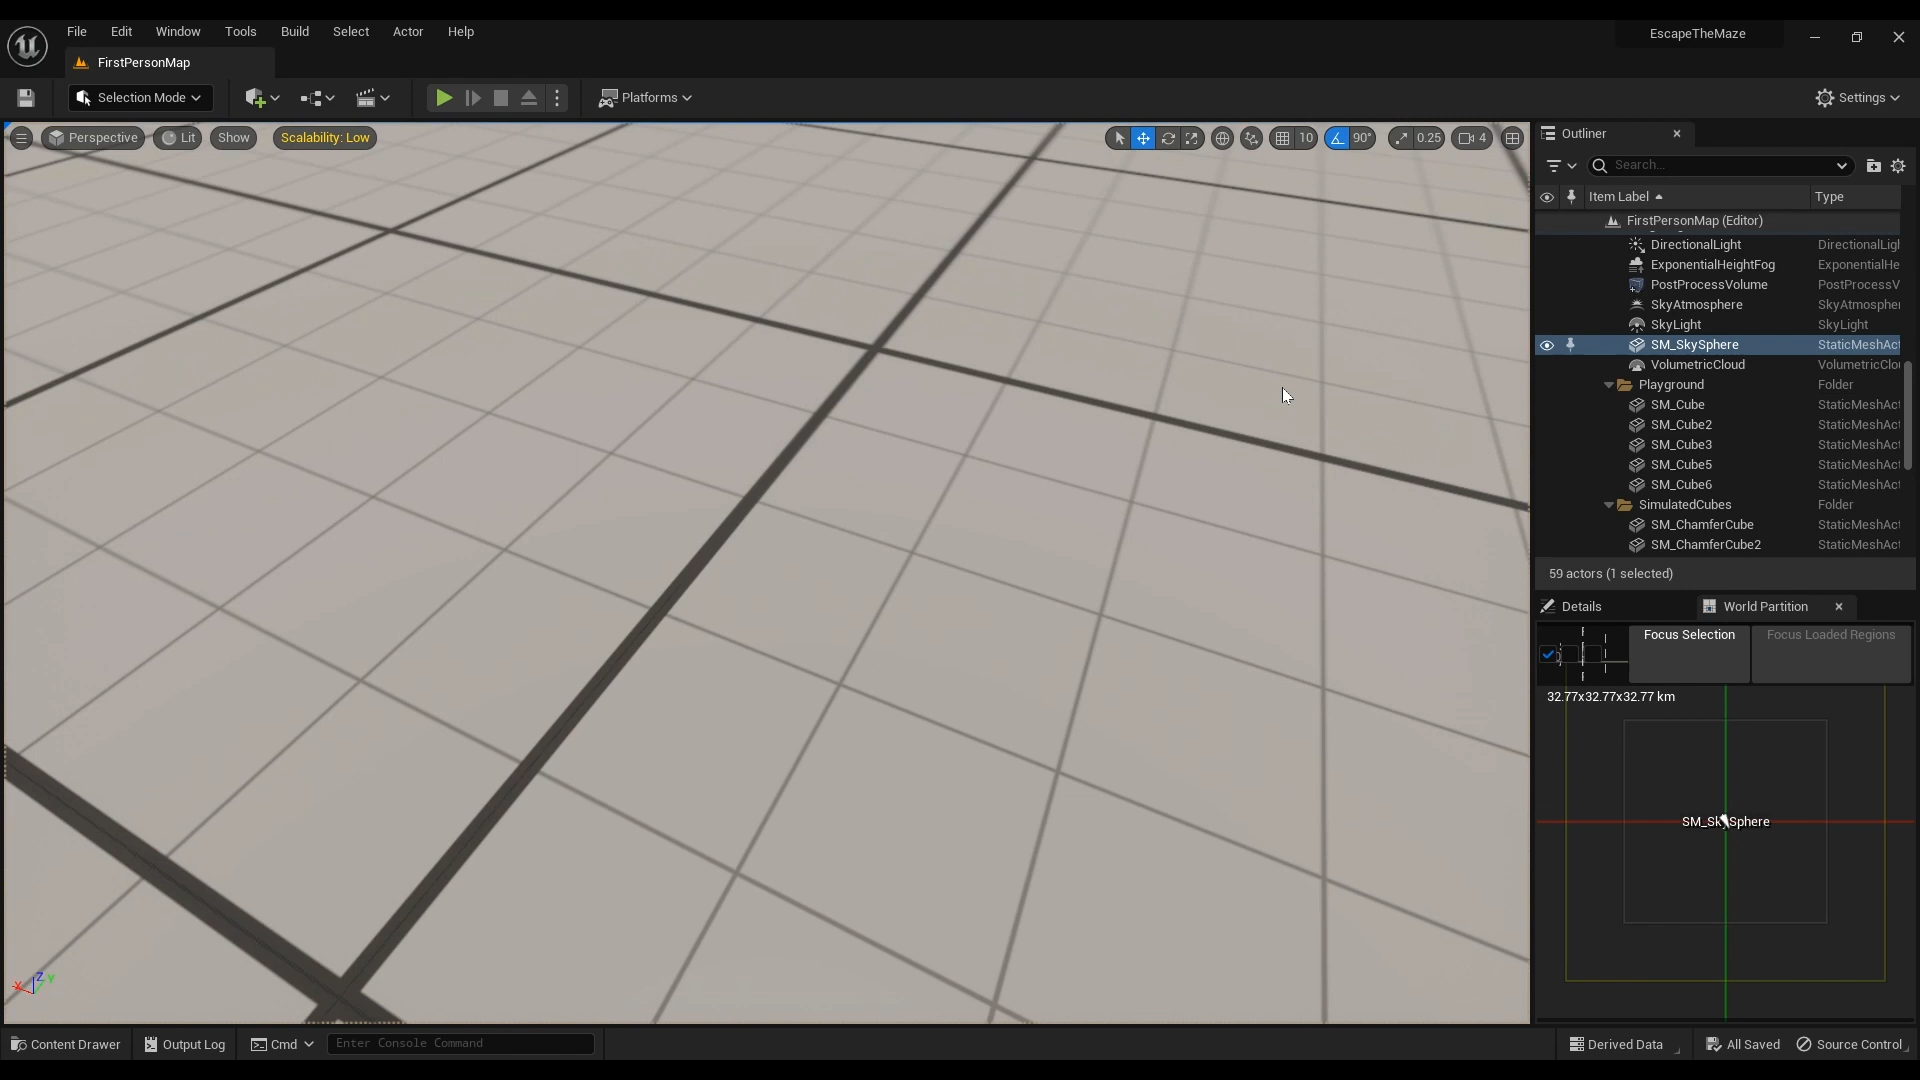 File Edit Window Tools Build Select Actor Help
EscapeTheMaze
FirstPersonMap
Selection Mode
Platforms
Settings
Perspective Lit Show Scalability: Low
10 90° 0.25 4
Outliner
Search...
Item Label Type
FirstPersonMap (Editor)
DirectionalLight DirectionalLigh
ExponentialHeightFog ExponentialHe
PostProcessVolume PostProcessV
SkyAtmosphere SkyAtmospher
SkyLight SkyLight
SM_SkySphere StaticMeshAct
VolumetricCloud VolumetricClou
Playground Folder
SM_Cube StaticMeshAct
SM_Cube2 StaticMeshAct
SM_Cube3 StaticMeshAct
SM_Cube5 StaticMeshAct
SM_Cube6 StaticMeshAct
SimulatedCubes Folder
SM_ChamferCube StaticMeshAct
SM_ChamferCube2 StaticMeshAct
59 actors (1 selected)
Details World Partition
Focus Selection Focus Loaded Regions
32.77x32.77x32.77 km
SM_SkySphere
X Z Y
Content Drawer Output Log Cmd Enter Console Command
Derived Data All Saved Source Control